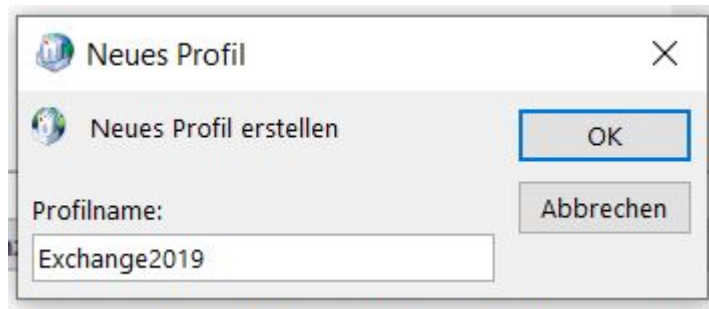 Neues Profil
Neues Profil erstellen
OK
Profilname:
Abbrechen
Exchange2019